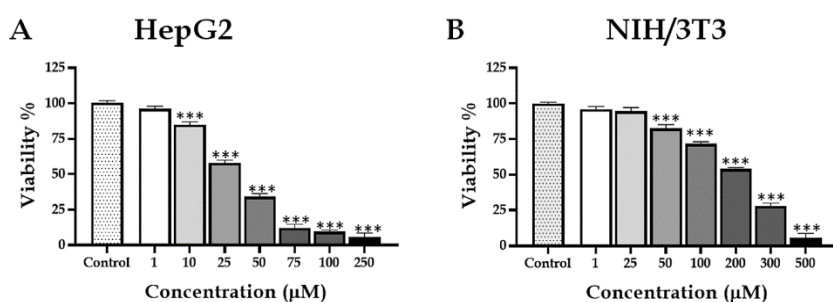 A HepG2
125
100
75
50
25
0
Viability %
*** *** *** *** *** ***
Control 1 10 25 50 75 100 250
Concentration (μM)
B NIH/3T3
125
100
75
50
25
0
Viability %
*** *** *** *** ***
Control 1 25 50 100 200 300 500
Concentration (μM)